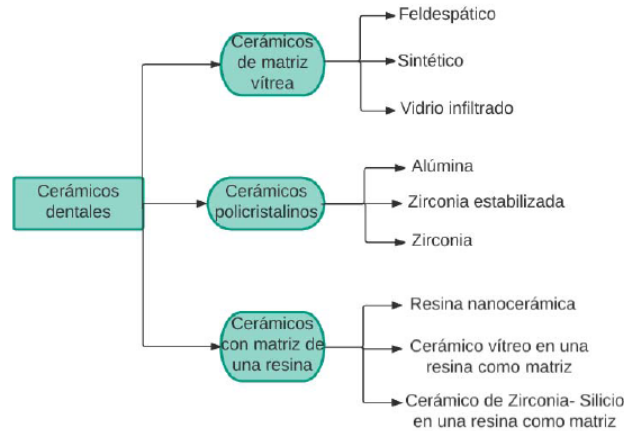 Cerámicos
dentales
Cerámicos
de matriz
vítrea
Feldespático
Sintético
Vidrio infiltrado
Cerámicos
policristalinos
Alúmina
Zirconia estabilizada
Zirconia
Cerámicos
con matriz de
una resina
Resina nanocerámica
Cerámico vítreo en una
resina como matriz
Cerámico de Zirconia- Silicio
en una resina como matriz